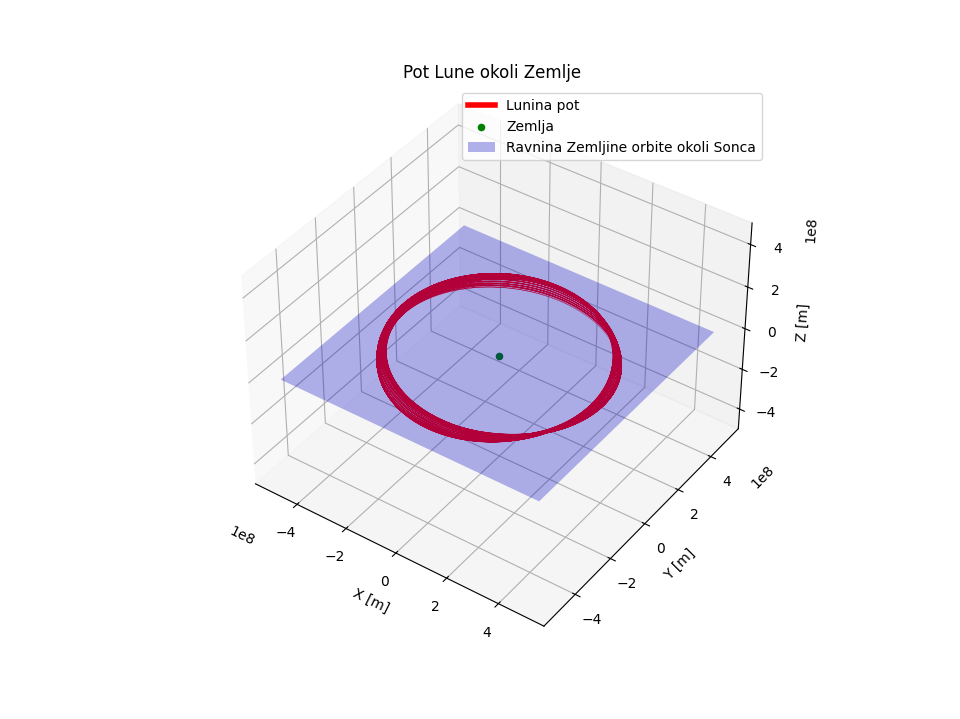 Pot Lune okoli Zemlje
Lunina pot
Zemlja
Ravnina Zemljine orbite okoli Sonca
1e8
4
2
0
−2
−4
Z [m]
1e8
4
2
0
−2
−4
Y [m]
1e8
−4
−2
0
2
4
X [m]